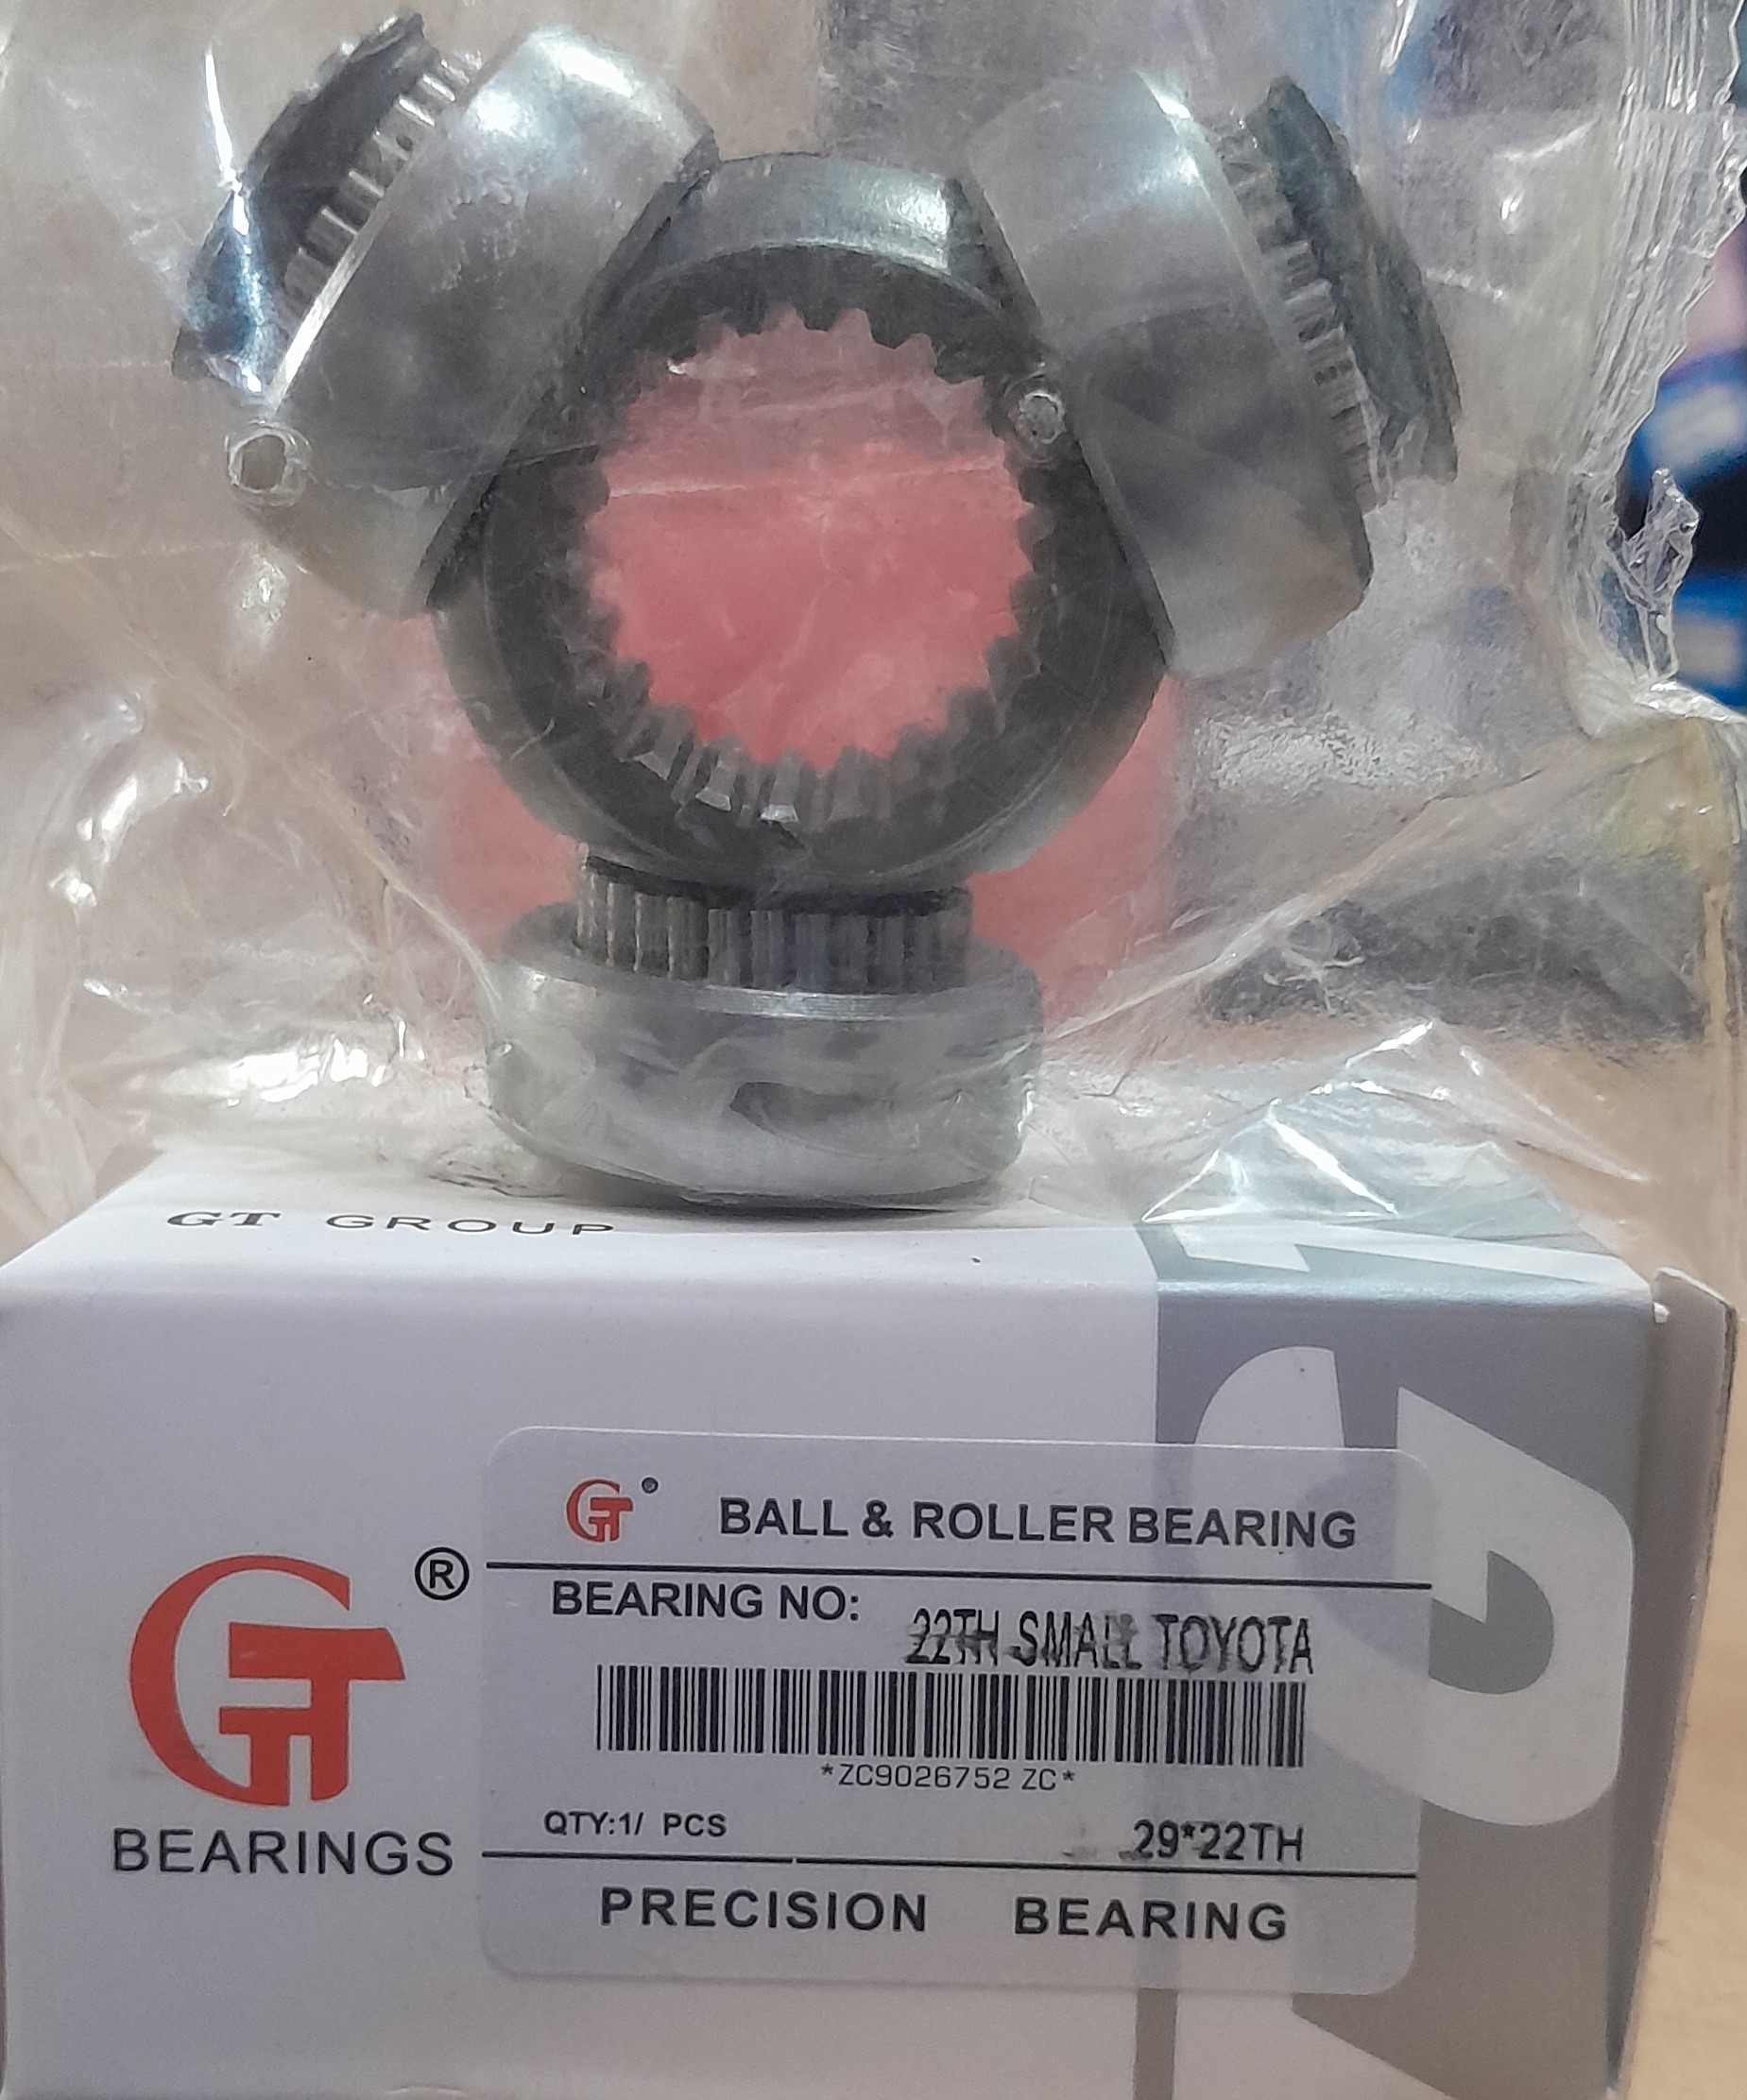 GT GROUP
GT ® BALL & ROLLER BEARING
BEARING NO: 22TH SMALL TOYOTA
*ZC9026752 ZC*
QTY:1/ PCS 29*22TH
PRECISION BEARING
GT ®
BEARINGS